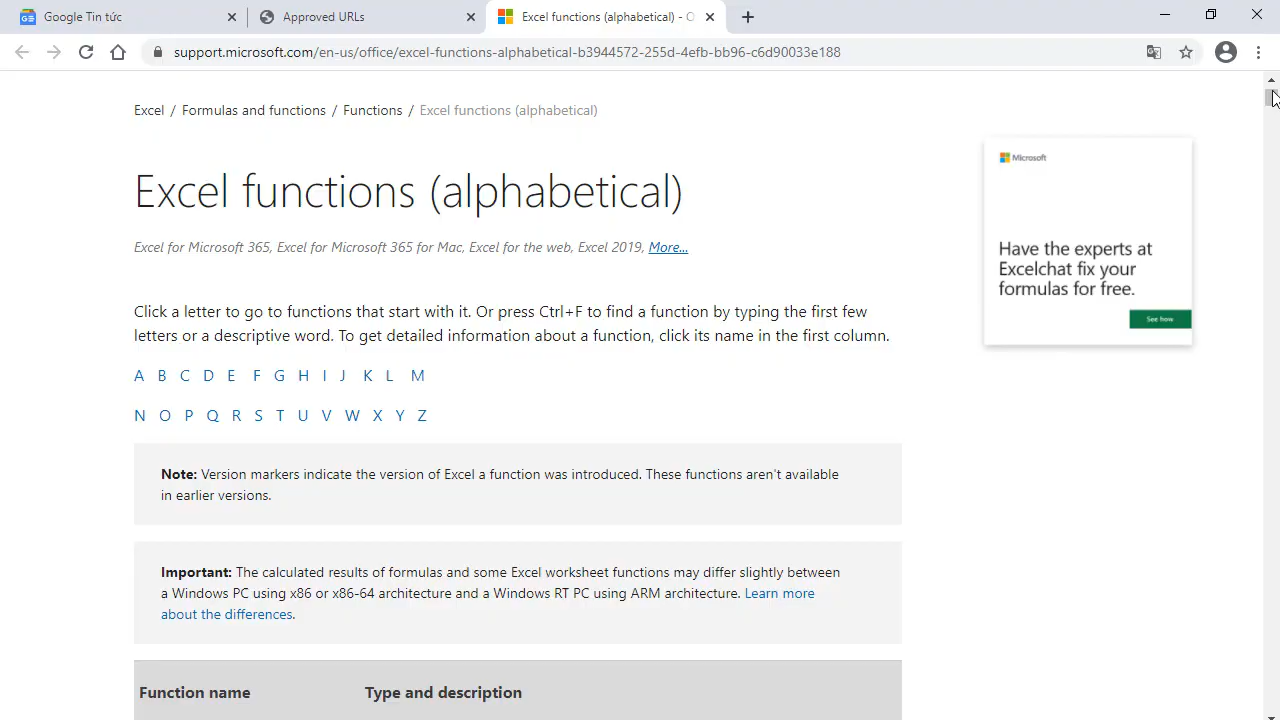 Google Tin tức
Approved URLs
Excel functions (alphabetical) - O
support.microsoft.com/en-us/office/excel-functions-alphabetical-b3944572-255d-4efb-bb96-c6d90033e188
Excel / Formulas and functions / Functions / Excel functions (alphabetical)
Excel functions (alphabetical)
Excel for Microsoft 365, Excel for Microsoft 365 for Mac, Excel for the web, Excel 2019, More...
Click a letter to go to functions that start with it. Or press Ctrl+F to find a function by typing the first few
letters or a descriptive word. To get detailed information about a function, click its name in the first column.
A B C D E F G H I J K L M
N O P Q R S T U V W X Y Z
Note: Version markers indicate the version of Excel a function was introduced. These functions aren't available
in earlier versions.
Important: The calculated results of formulas and some Excel worksheet functions may differ slightly between
a Windows PC using x86 or x86-64 architecture and a Windows RT PC using ARM architecture. Learn more
about the differences.
Function name Type and description
Microsoft
Have the experts at
Excelchat fix your
formulas for free.
See how